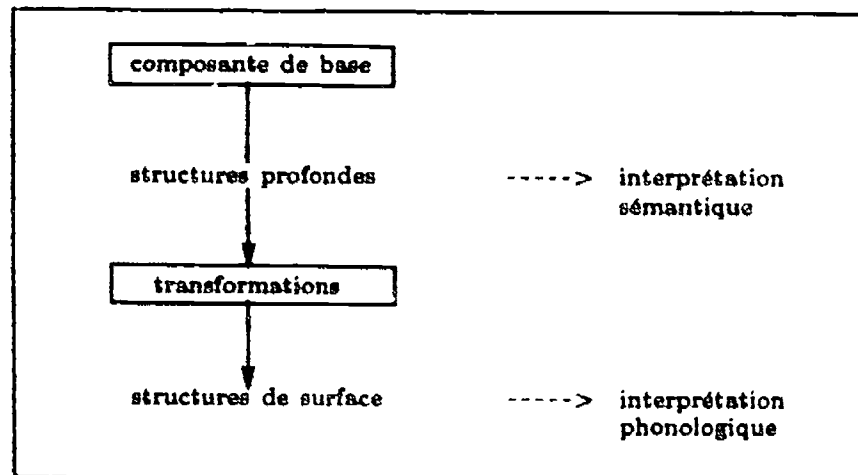 composante de base
structures profondes -----> interprétation
sémantique
transformations
structures de surface -----> interprétation
phonologique